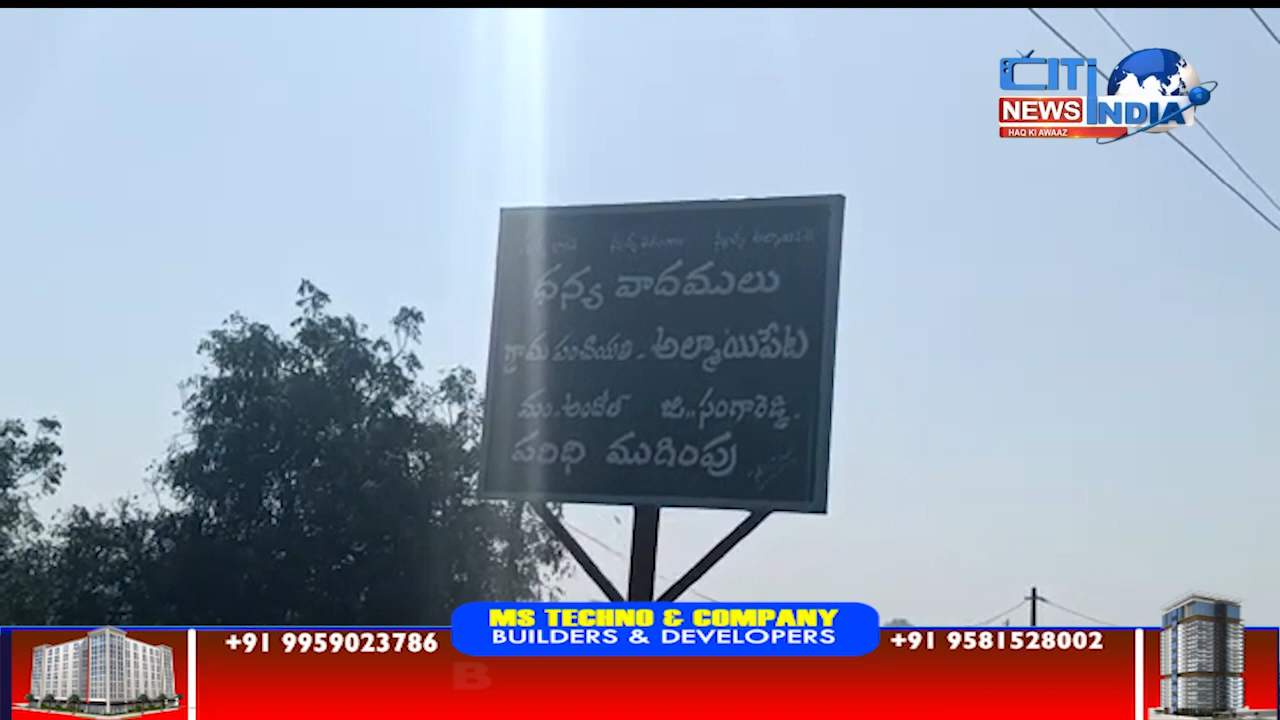 CITI
NEWS INDIA
HAQ KI AWAAZ
ధన్య వాదములు
గ్రామ పంచాయతి. అల్మాయిపేట
మం.. అందోల్ జి.. సంగారెడ్డి.
పరిధి ముగింపు
MS TECHNO & COMPANY
+91 9959023786 BUILDERS & DEVELOPERS +91 9581528002
B